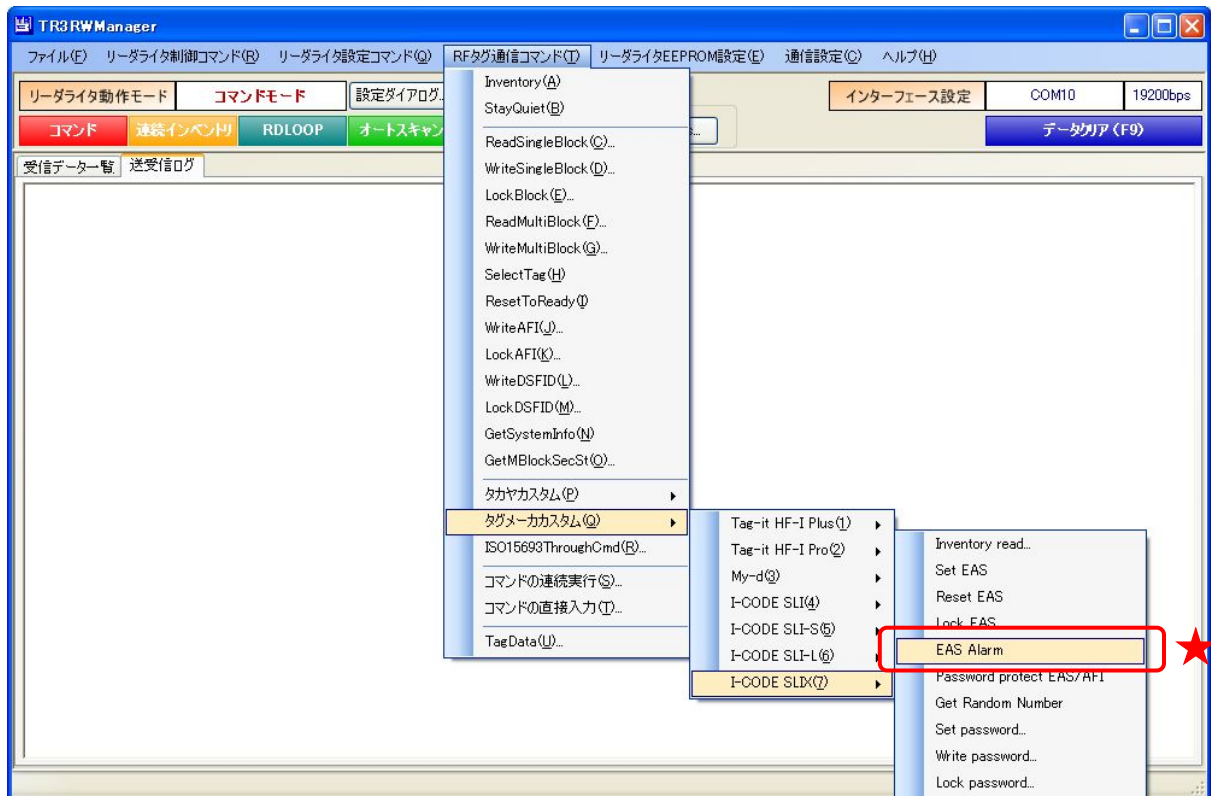 TR3RWManager
ファイル(F) リーダライタ制御コマンド(R) リーダライタ設定コマンド(Q) RFタグ通信コマンド(T) リーダライタEEPROM設定(E) 通信設定(C) ヘルプ(H)
リーダライタ動作モード コマンドモード 設定ダイアログ... インターフェース設定 COM10 19200bps
コマンド 連続インベントリ RDLOOP オートスキャン データクリア(F9)
受信データ一覧 送受信ログ
Inventory(A)
StayQuiet(B)
ReadSingleBlock(C)...
WriteSingleBlock(D)...
LockBlock(E)...
ReadMultiBlock(F)...
WriteMultiBlock(G)...
SelectTag(H)
ResetToReady(I)
WriteAFI(J)...
LockAFI(K)...
WriteDSFID(L)...
LockDSFID(M)...
GetSystemInfo(N)
GetMBlockSecSt(O)...
タカヤカスタム(P)
タグメーカカスタム(Q)
ISO15693ThroughCmd(R)...
コマンドの連続実行(S)...
コマンドの直接入力(T)...
TagData(U)...
Tag-it HF-I Plus(1)
Tag-it HF-I Pro(2)
My-d(3)
I-CODE SLI(4)
I-CODE SLI-S(5)
I-CODE SLI-L(6)
I-CODE SLIX(7)
Inventory read...
Set EAS
Reset EAS
Lock EAS
EAS Alarm
Password protect EAS/AFI
Get Random Number
Set password...
Write password...
Lock password...